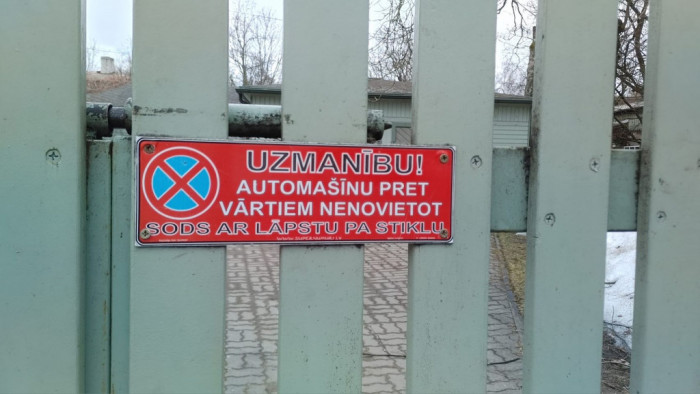 UZMANĪBU!
AUTOMAŠĪNU PRET
VĀRTIEM NENOVIETOT
SODS AR LĀPSTU PA STIKLU